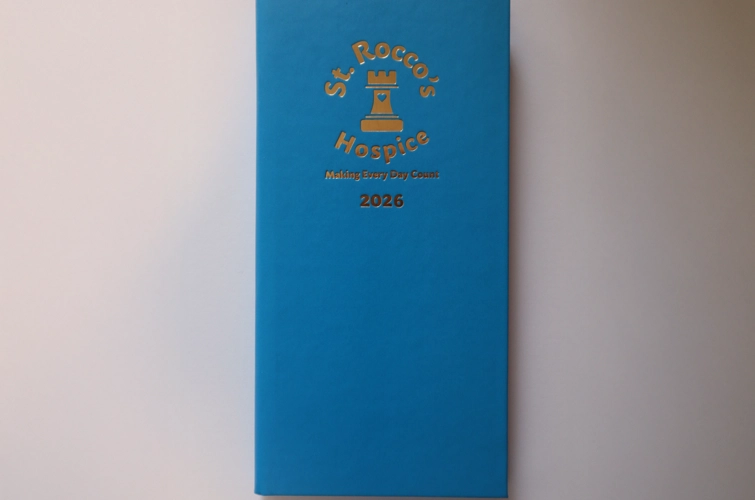 St. Rocco's
Hospice
Making Every Day Count
2026